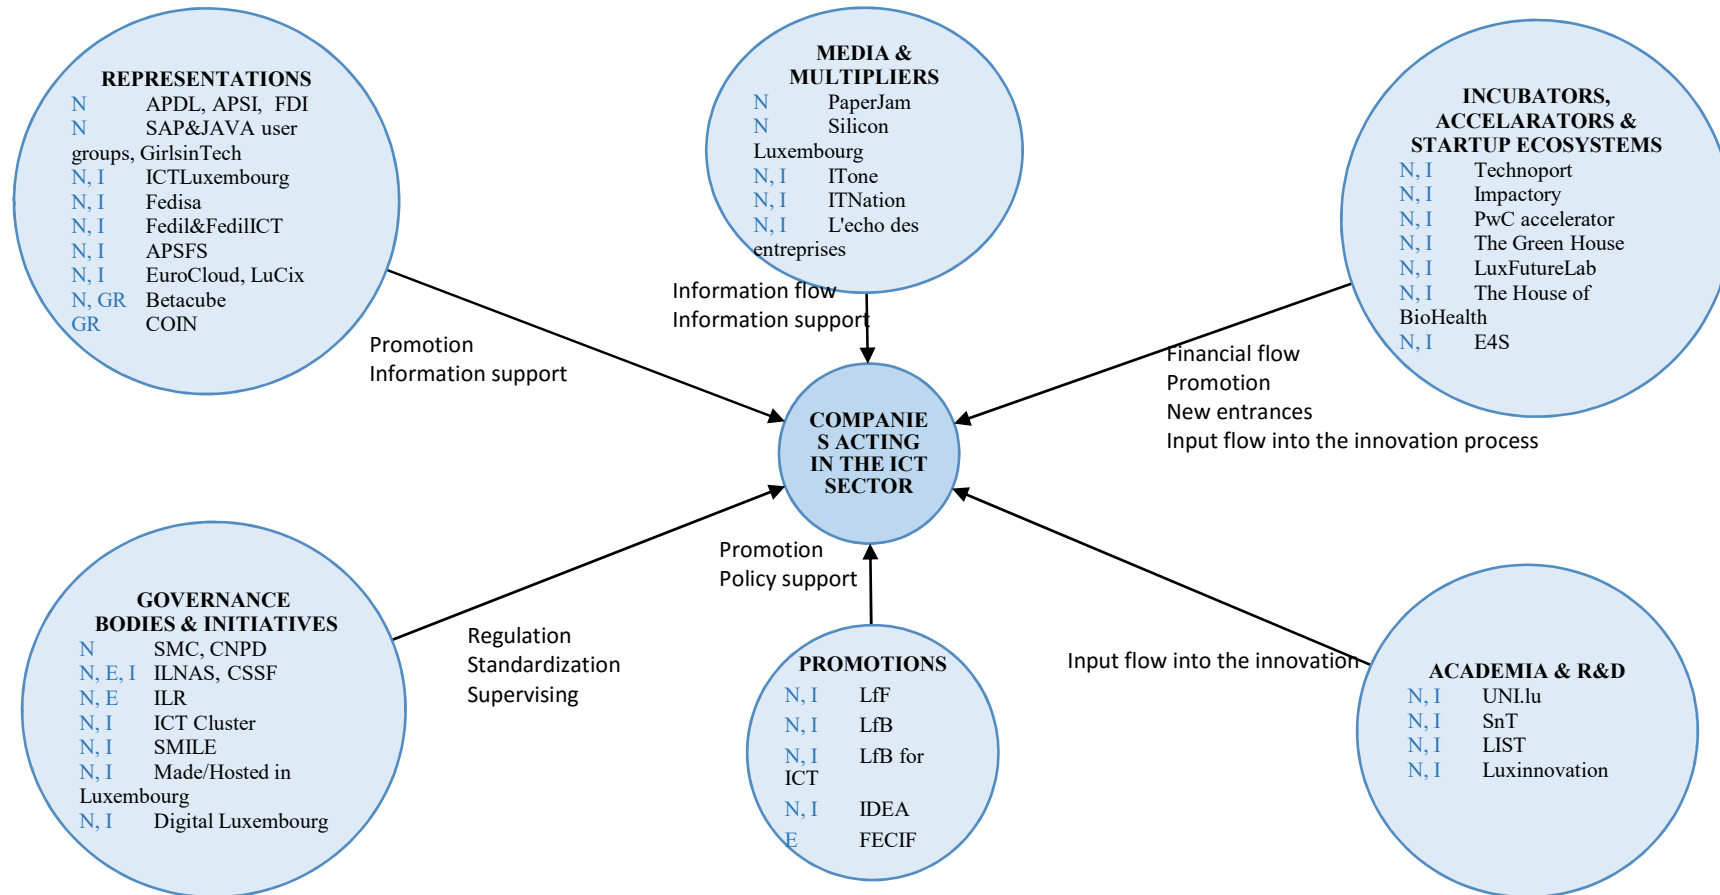 REPRESENTATIONS
N APDL, APSI, FDI
N SAP&JAVA user
groups, GirlsinTech
N, I ICTLuxembourg
N, I Fedisa
N, I Fedil&FedilICT
N, I APSFS
N, I EuroCloud, LuCix
N, GR Betacube
GR COIN
MEDIA &
MULTIPLIERS
N PaperJam
N Silicon
Luxembourg
N, I ITone
N, I ITNation
N, I L'echo des
entreprises
INCUBATORS,
ACCELARATORS &
STARTUP ECOSYSTEMS
N, I Technoport
N, I Impactory
N, I PwC accelerator
N, I The Green House
N, I LuxFutureLab
N, I The House of
BioHealth
N, I E4S
Promotion
Information support
Information flow
Information support
Financial flow
Promotion
New entrances
Input flow into the innovation process
COMPANIE
S ACTING
IN THE ICT
SECTOR
GOVERNANCE
BODIES & INITIATIVES
N SMC, CNPD
N, E, I ILNAS, CSSF
N, E ILR
N, I ICT Cluster
N, I SMILE
N, I Made/Hosted in
Luxembourg
N, I Digital Luxembourg
Regulation
Standardization
Supervising
Promotion
Policy support
PROMOTIONS
N, I LfF
N, I LfB
N, I LfB for
ICT
N, I IDEA
E FECIF
Input flow into the innovation
ACADEMIA & R&D
N, I UNI.lu
N, I SnT
N, I LIST
N, I Luxinnovation